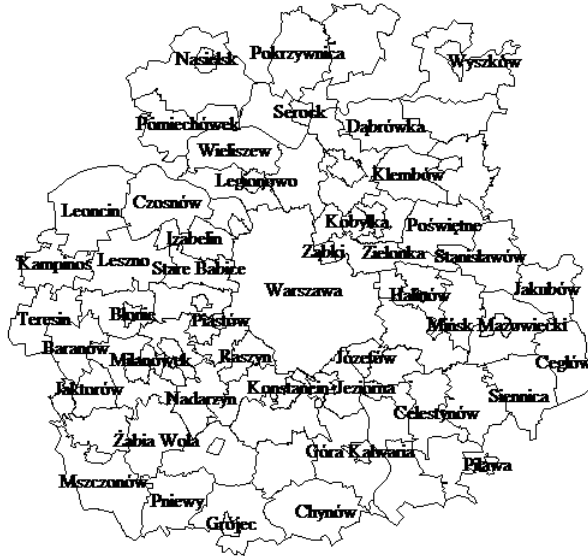 Nasielsk
Pokrzywnica
Wyszków
Serock
Pomiechówek
Dąbrówka
Wieliszew
Klembów
Legionowo
Czosnów
Leoncin
Kobyłka
Poświętne
Izabelin
Ząbki
Zielonka
Stanisławów
Kampinos
Leszno
Stare Babice
Warszawa
Halinów
Jakubów
Teresin
Błonie
Piastów
Mińsk Mazowiecki
Baranów
Milanówek
Raszyn
Józefów
Cegłów
Jaktorów
Nadarzyn
Konstancin-Jeziorna
Siennica
Celestynów
Żabia Wola
Góra Kalwaria
Pilawa
Mszczonów
Pniewy
Chynów
Grójec